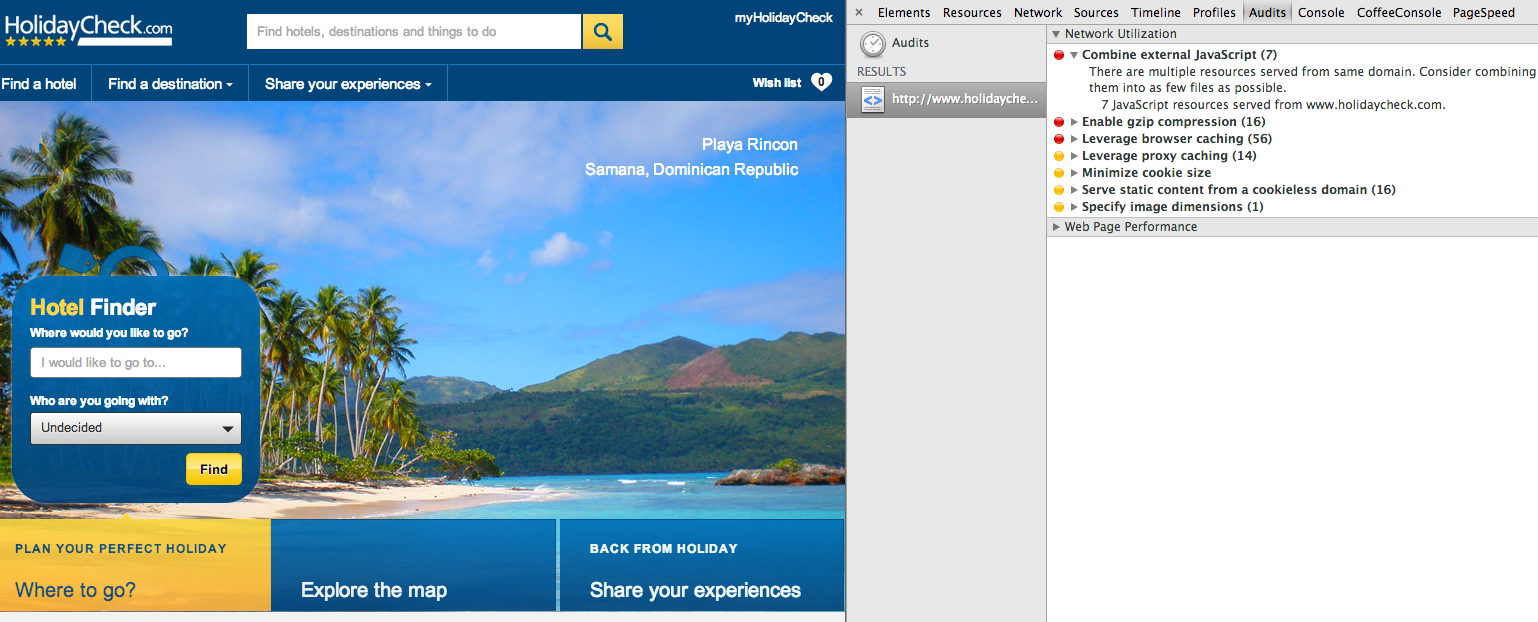 HolidayCheck.com
Find hotels, destinations and things to do
myHolidayCheck
Find a hotel
Find a destination
Share your experiences
Wish list
0
Playa Rincon
Samana, Dominican Republic
Hotel Finder
Where would you like to go?
I would like to go to...
Who are you going with?
Undecided
Find
PLAN YOUR PERFECT HOLIDAY
Where to go?
Explore the map
BACK FROM HOLIDAY
Share your experiences
× Elements Resources Network Sources Timeline Profiles Audits Console CoffeeConsole PageSpeed
Audits
RESULTS
http://www.holidayche...
Network Utilization
Combine external JavaScript (7)
There are multiple resources served from same domain. Consider combining
them into as few files as possible.
7 JavaScript resources served from www.holidaycheck.com.
Enable gzip compression (16)
Leverage browser caching (56)
Leverage proxy caching (14)
Minimize cookie size
Serve static content from a cookieless domain (16)
Specify image dimensions (1)
Web Page Performance